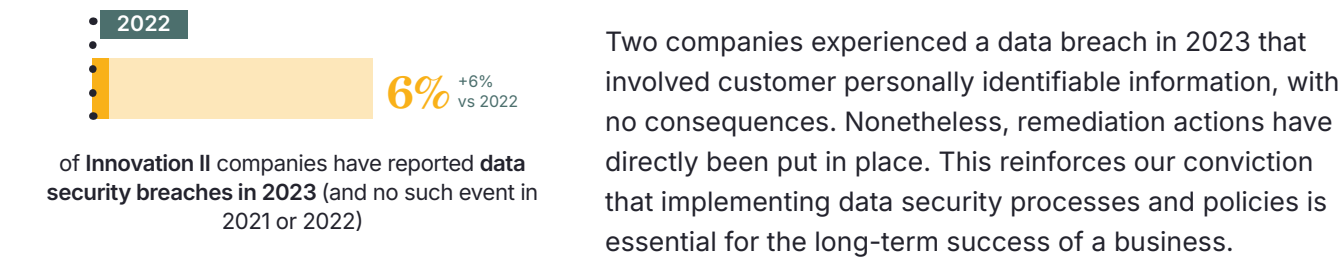 2022
6% +6%
vs 2022
of Innovation II companies have reported data
security breaches in 2023 (and no such event in
2021 or 2022)
Two companies experienced a data breach in 2023 that
involved customer personally identifiable information, with
no consequences. Nonetheless, remediation actions have
directly been put in place. This reinforces our conviction
that implementing data security processes and policies is
essential for the long-term success of a business.